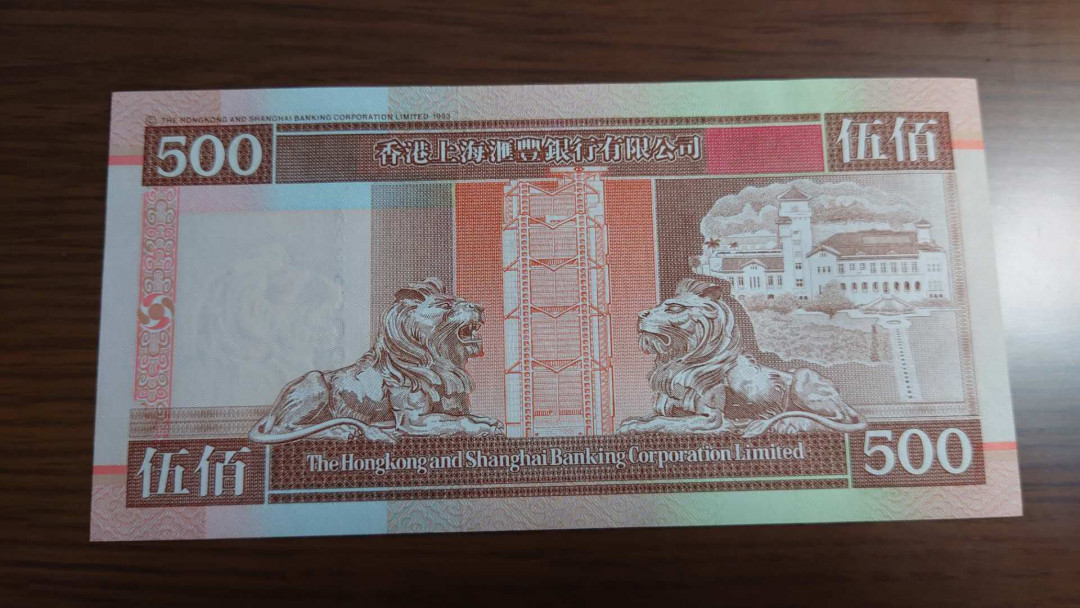 © THE HONGKONG AND SHANGHAI BANKING CORPORATION LIMITED 1993
500
香港上海滙豐銀行有限公司
伍佰
伍佰
The Hongkong and Shanghai Banking Corporation Limited
500